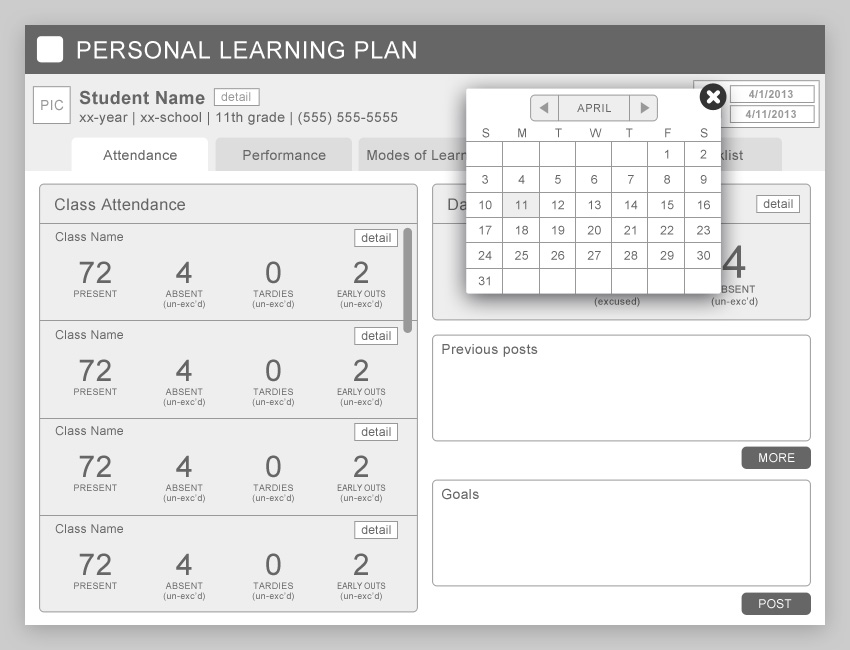 PERSONAL LEARNING PLAN
PIC
Student Name
detail
xx-year | xx-school | 11th grade | (555) 555-5555
4/1/2013
4/11/2013
Attendance
Performance
Modes of Learn
list
Class Attendance
Class Name
detail
72 4 0 2
PRESENT ABSENT TARDIES EARLY OUTS
(un-exc'd) (un-exc'd) (un-exc'd)
Class Name
detail
72 4 0 2
PRESENT ABSENT TARDIES EARLY OUTS
(un-exc'd) (un-exc'd) (un-exc'd)
Class Name
detail
72 4 0 2
PRESENT ABSENT TARDIES EARLY OUTS
(un-exc'd) (un-exc'd) (un-exc'd)
Class Name
detail
72 4 0 2
PRESENT ABSENT TARDIES EARLY OUTS
(un-exc'd) (un-exc'd) (un-exc'd)
APRIL
S M T W T F S
1 2
3 4 5 6 7 8 9
10 11 12 13 14 15 16
17 18 19 20 21 22 23
24 25 26 27 28 29 30
31
Da
detail
4
BSENT
(excused) (un-exc'd)
Previous posts
MORE
Goals
POST